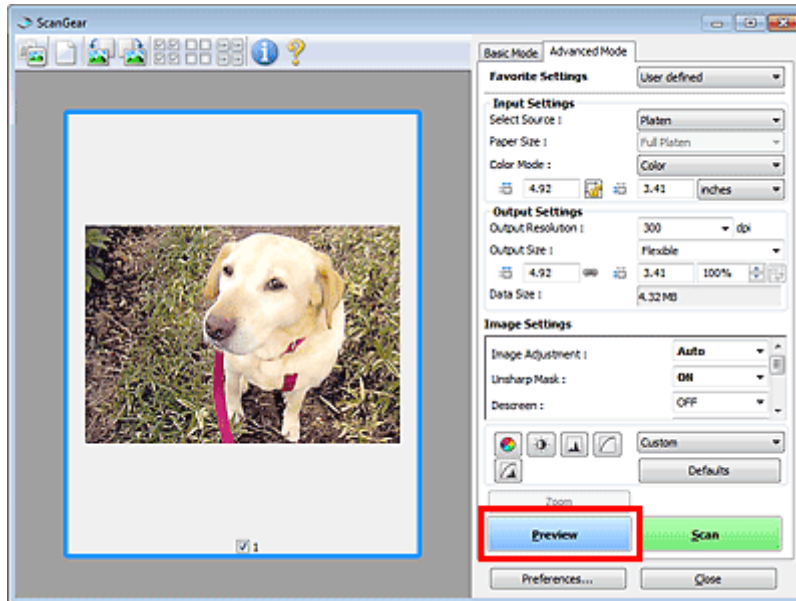 ScanGear
Basic Mode Advanced Mode
Favorite Settings User defined
Input Settings
Select Source : Platen
Paper Size : Full Platen
Color Mode : Color
4.92 3.41 inches
Output Settings
Output Resolution : 300 dpi
Output Size : Flexible
4.92 3.41 100%
Data Size : 4.32 MB
Image Settings
Image Adjustment : Auto
Unsharp Mask : ON
Descreen : OFF
Custom
Defaults
Zoom
Preview Scan
1
Preferences... Close